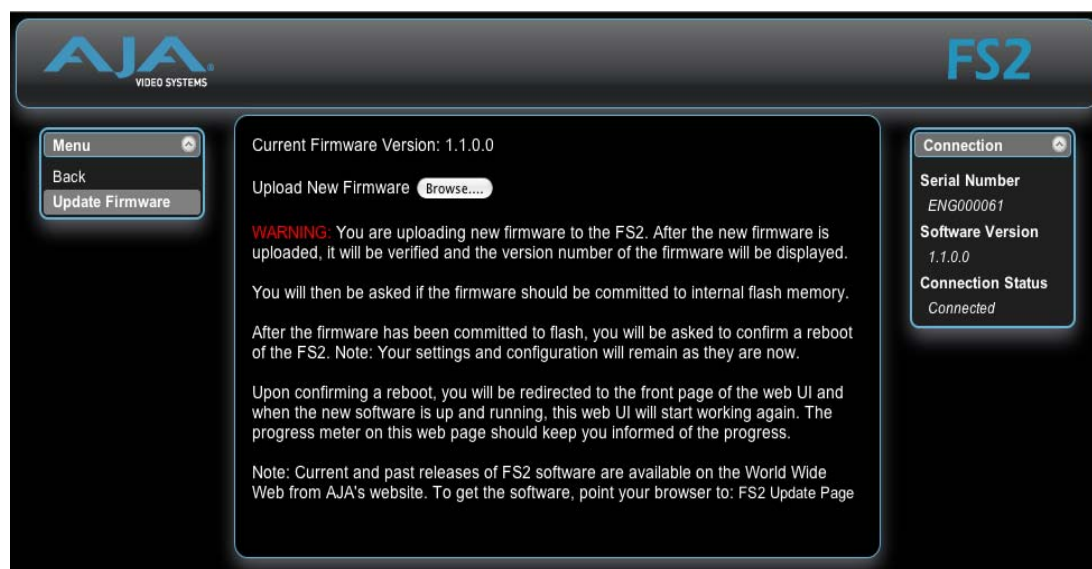 AJA
VIDEO SYSTEMS
FS2
Menu
Back
Update Firmware
Current Firmware Version: 1.1.0.0
Upload New Firmware Browse....
WARNING: You are uploading new firmware to the FS2. After the new firmware is
uploaded, it will be verified and the version number of the firmware will be displayed.
You will then be asked if the firmware should be committed to internal flash memory.
After the firmware has been committed to flash, you will be asked to confirm a reboot
of the FS2. Note: Your settings and configuration will remain as they are now.
Upon confirming a reboot, you will be redirected to the front page of the web UI and
when the new software is up and running, this web UI will start working again. The
progress meter on this web page should keep you informed of the progress.
Note: Current and past releases of FS2 software are available on the World Wide
Web from AJA's website. To get the software, point your browser to: FS2 Update Page
Connection
Serial Number
ENG000061
Software Version
1.1.0.0
Connection Status
Connected